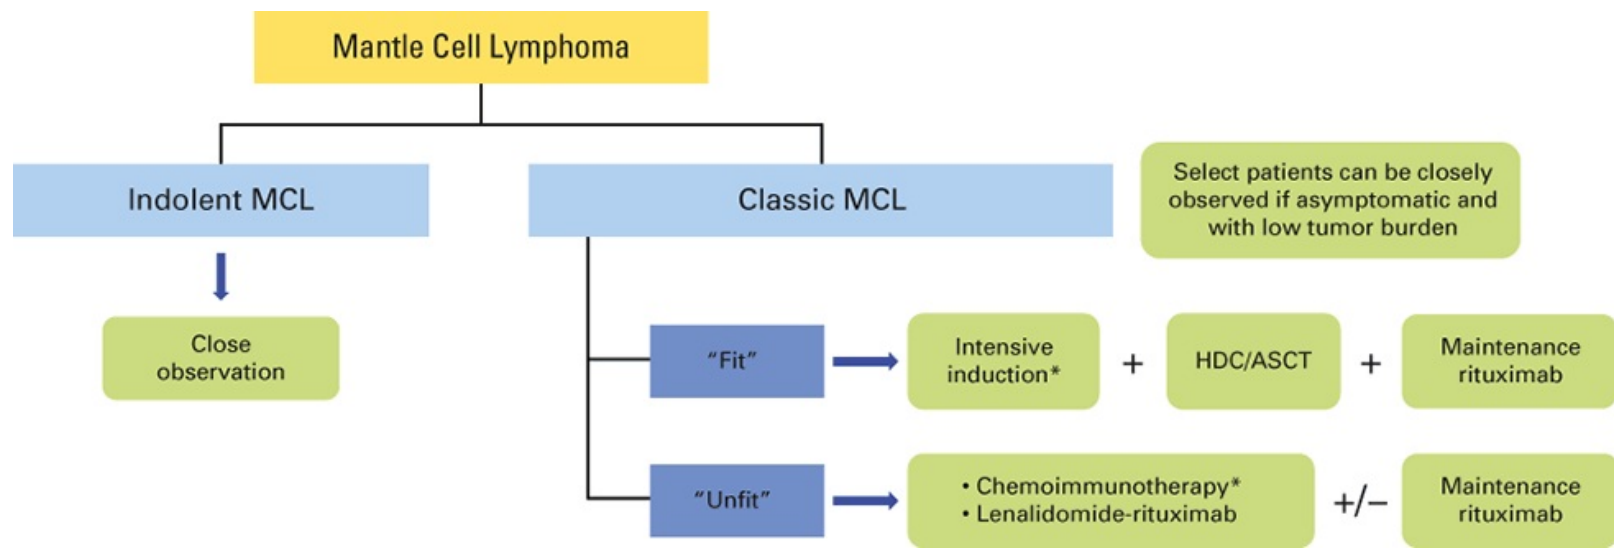 Mantle Cell Lymphoma
Indolent MCL
Classic MCL
Select patients can be closely
observed if asymptomatic and
with low tumor burden
Close
observation
“Fit”
Intensive
induction*
+
HDC/ASCT
+
Maintenance
rituximab
“Unfit”
• Chemoimmunotherapy*
• Lenalidomide-rituximab
+/−
Maintenance
rituximab